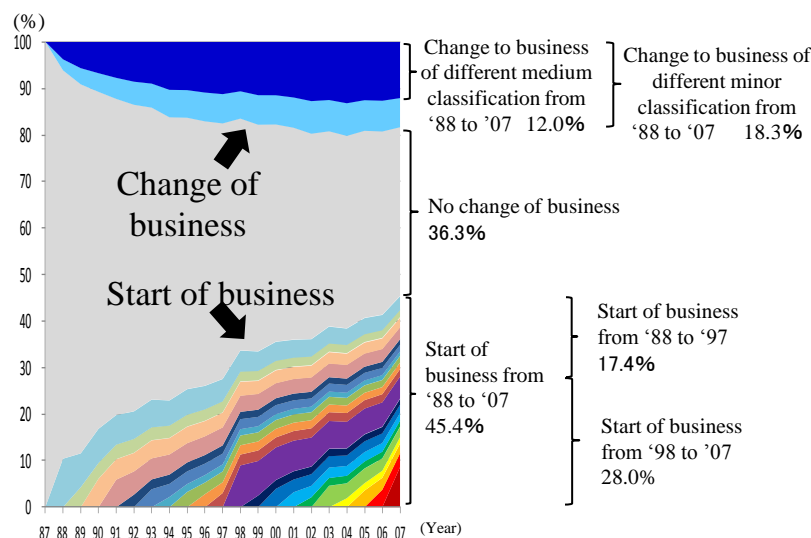 (%)
100
90
80
70
60
50
40
30
20
10
0
87 88 89 90 91 92 93 94 95 96 97 98 99 00 01 02 03 04 05 06 07
(Year)
Change of
business
Start of business
Change to business
of different medium
classification from
‘88 to ’07 12.0%
Change to business of
different minor
classification from
‘88 to ‘07 18.3%
No change of business
36.3%
Start of
business from
‘88 to ’07
45.4%
Start of business
from ‘88 to ‘97
17.4%
Start of business
from ‘98 to ’07
28.0%